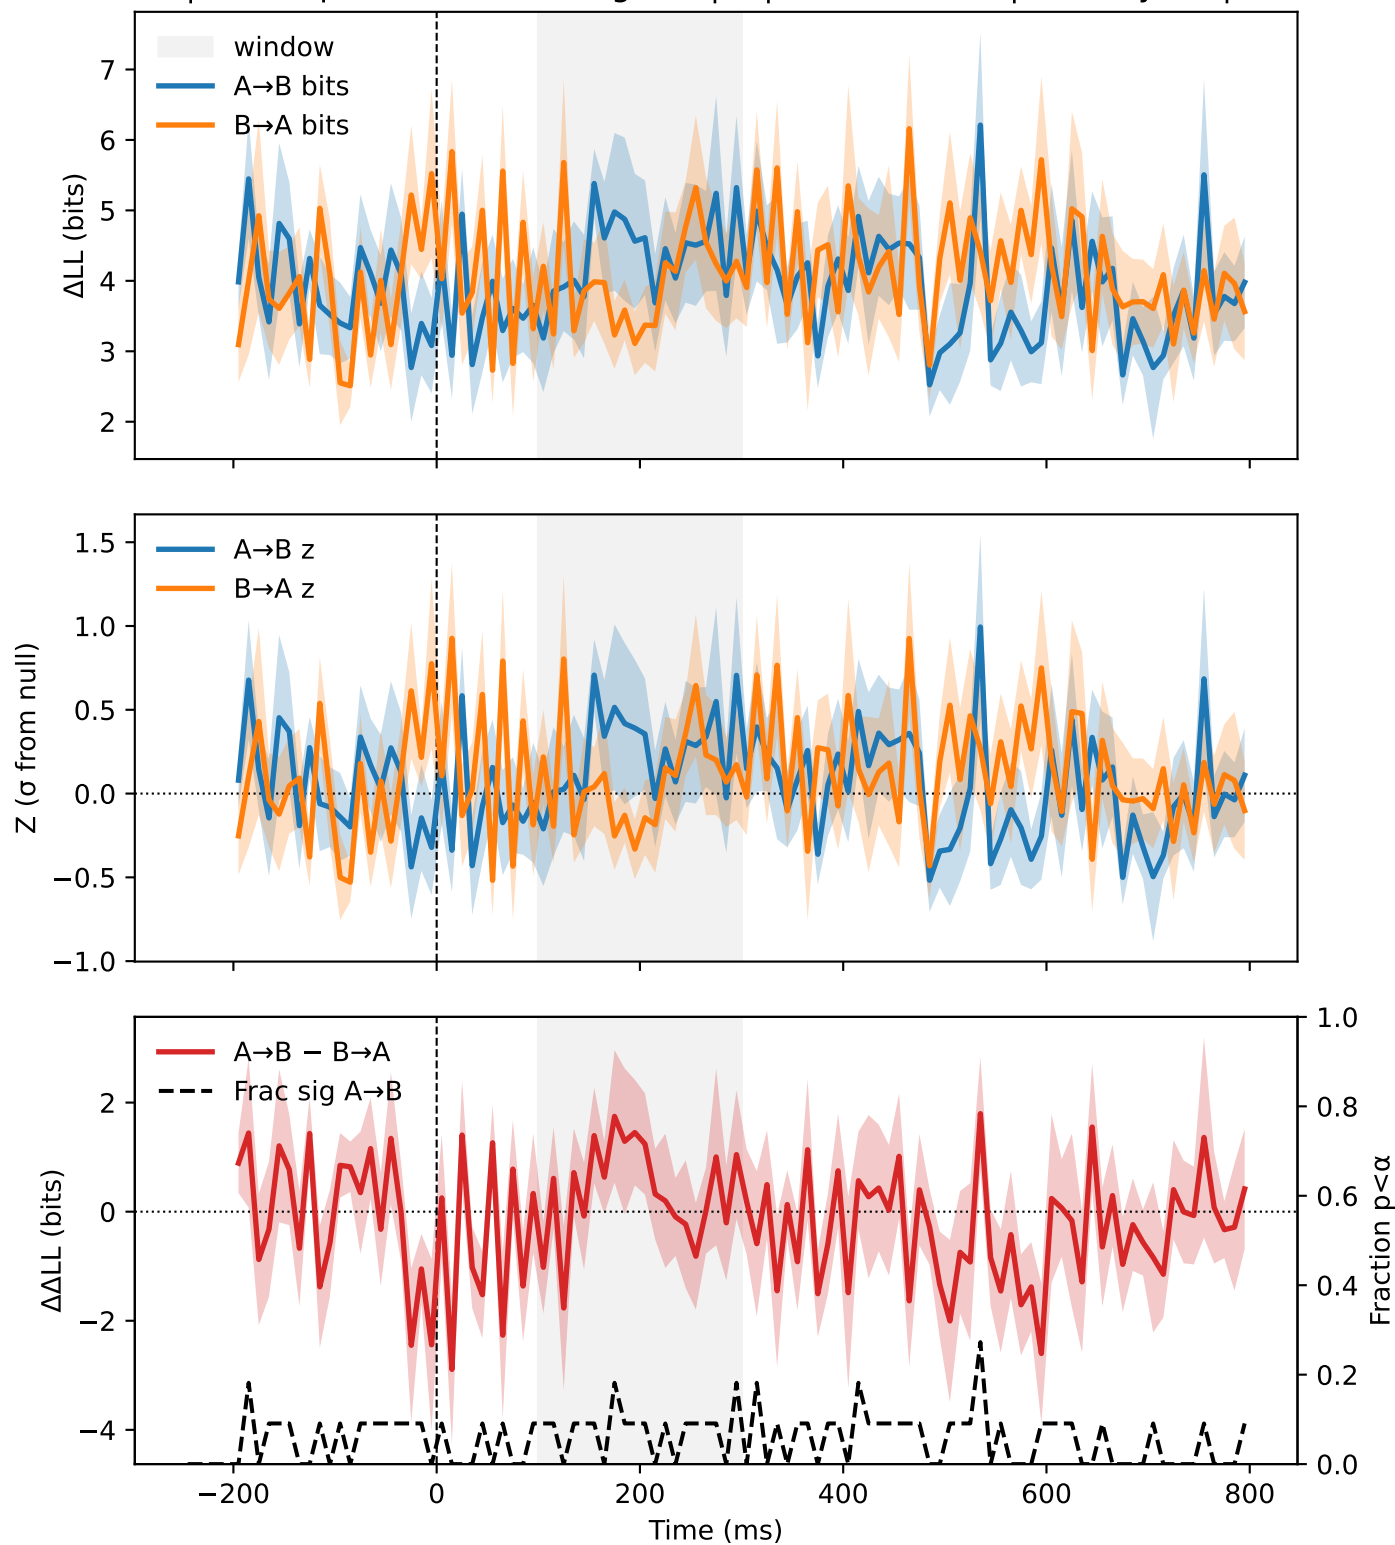 window
A→B bits
B→A bits
7
6
5
4
3
2
ΔLL (bits)
A→B z
B→A z
1.5
1.0
0.5
0.0
−0.5
−1.0
Z (σ from null)
A→B − B→A
Frac sig A→B
2
0
−2
−4
ΔΔLL (bits)
1.0
0.8
0.6
0.4
0.2
0.0
Fraction p<α
−200
0
200
400
600
800
Time (ms)